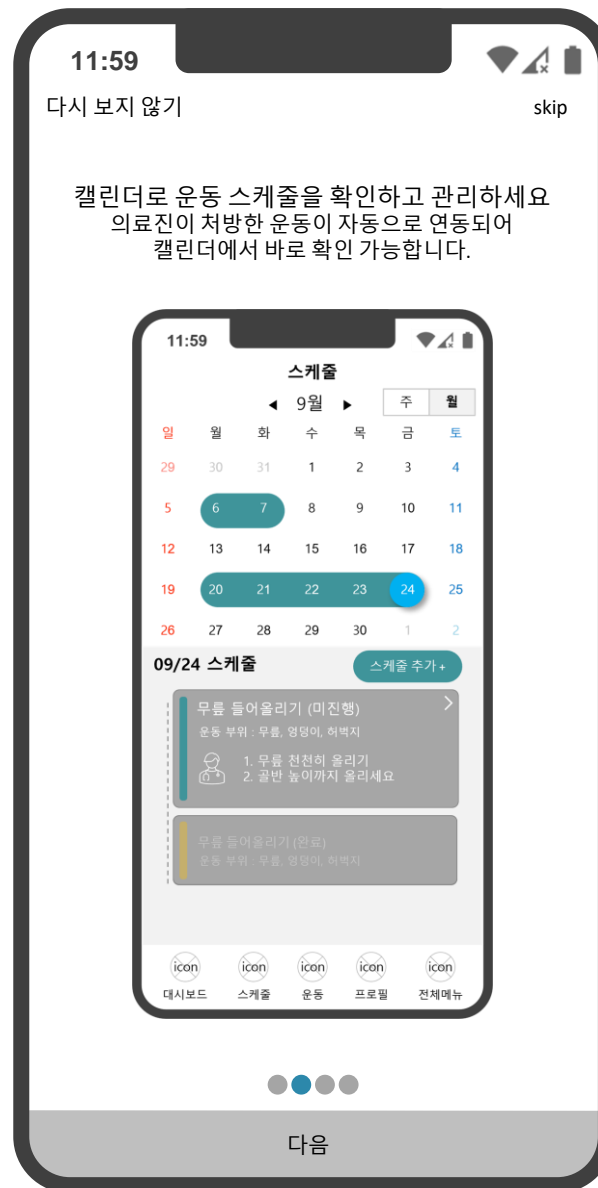 11:59
다시 보지 않기 skip
캘린더로 운동 스케줄을 확인하고 관리하세요
의료진이 처방한 운동이 자동으로 연동되어
캘린더에서 바로 확인 가능합니다.
11:59
스케줄
◀ 9월 ▶ 주 월
일 월 화 수 목 금 토
29 30 31 1 2 3 4
5 6 7 8 9 10 11
12 13 14 15 16 17 18
19 20 21 22 23 24 25
26 27 28 29 30 1 2
09/24 스케줄 스케줄 추가+
무릎 들어올리기 (미진행)
운동 부위 : 무릎, 엉덩이, 허벅지
1. 무릎 천천히 올리기
2. 골반 높이까지 올리세요
무릎 들어올리기 (완료)
운동 부위 : 무릎, 엉덩이, 허벅지
icon icon icon icon icon
대시보드 스케줄 운동 프로필 전체메뉴
다음